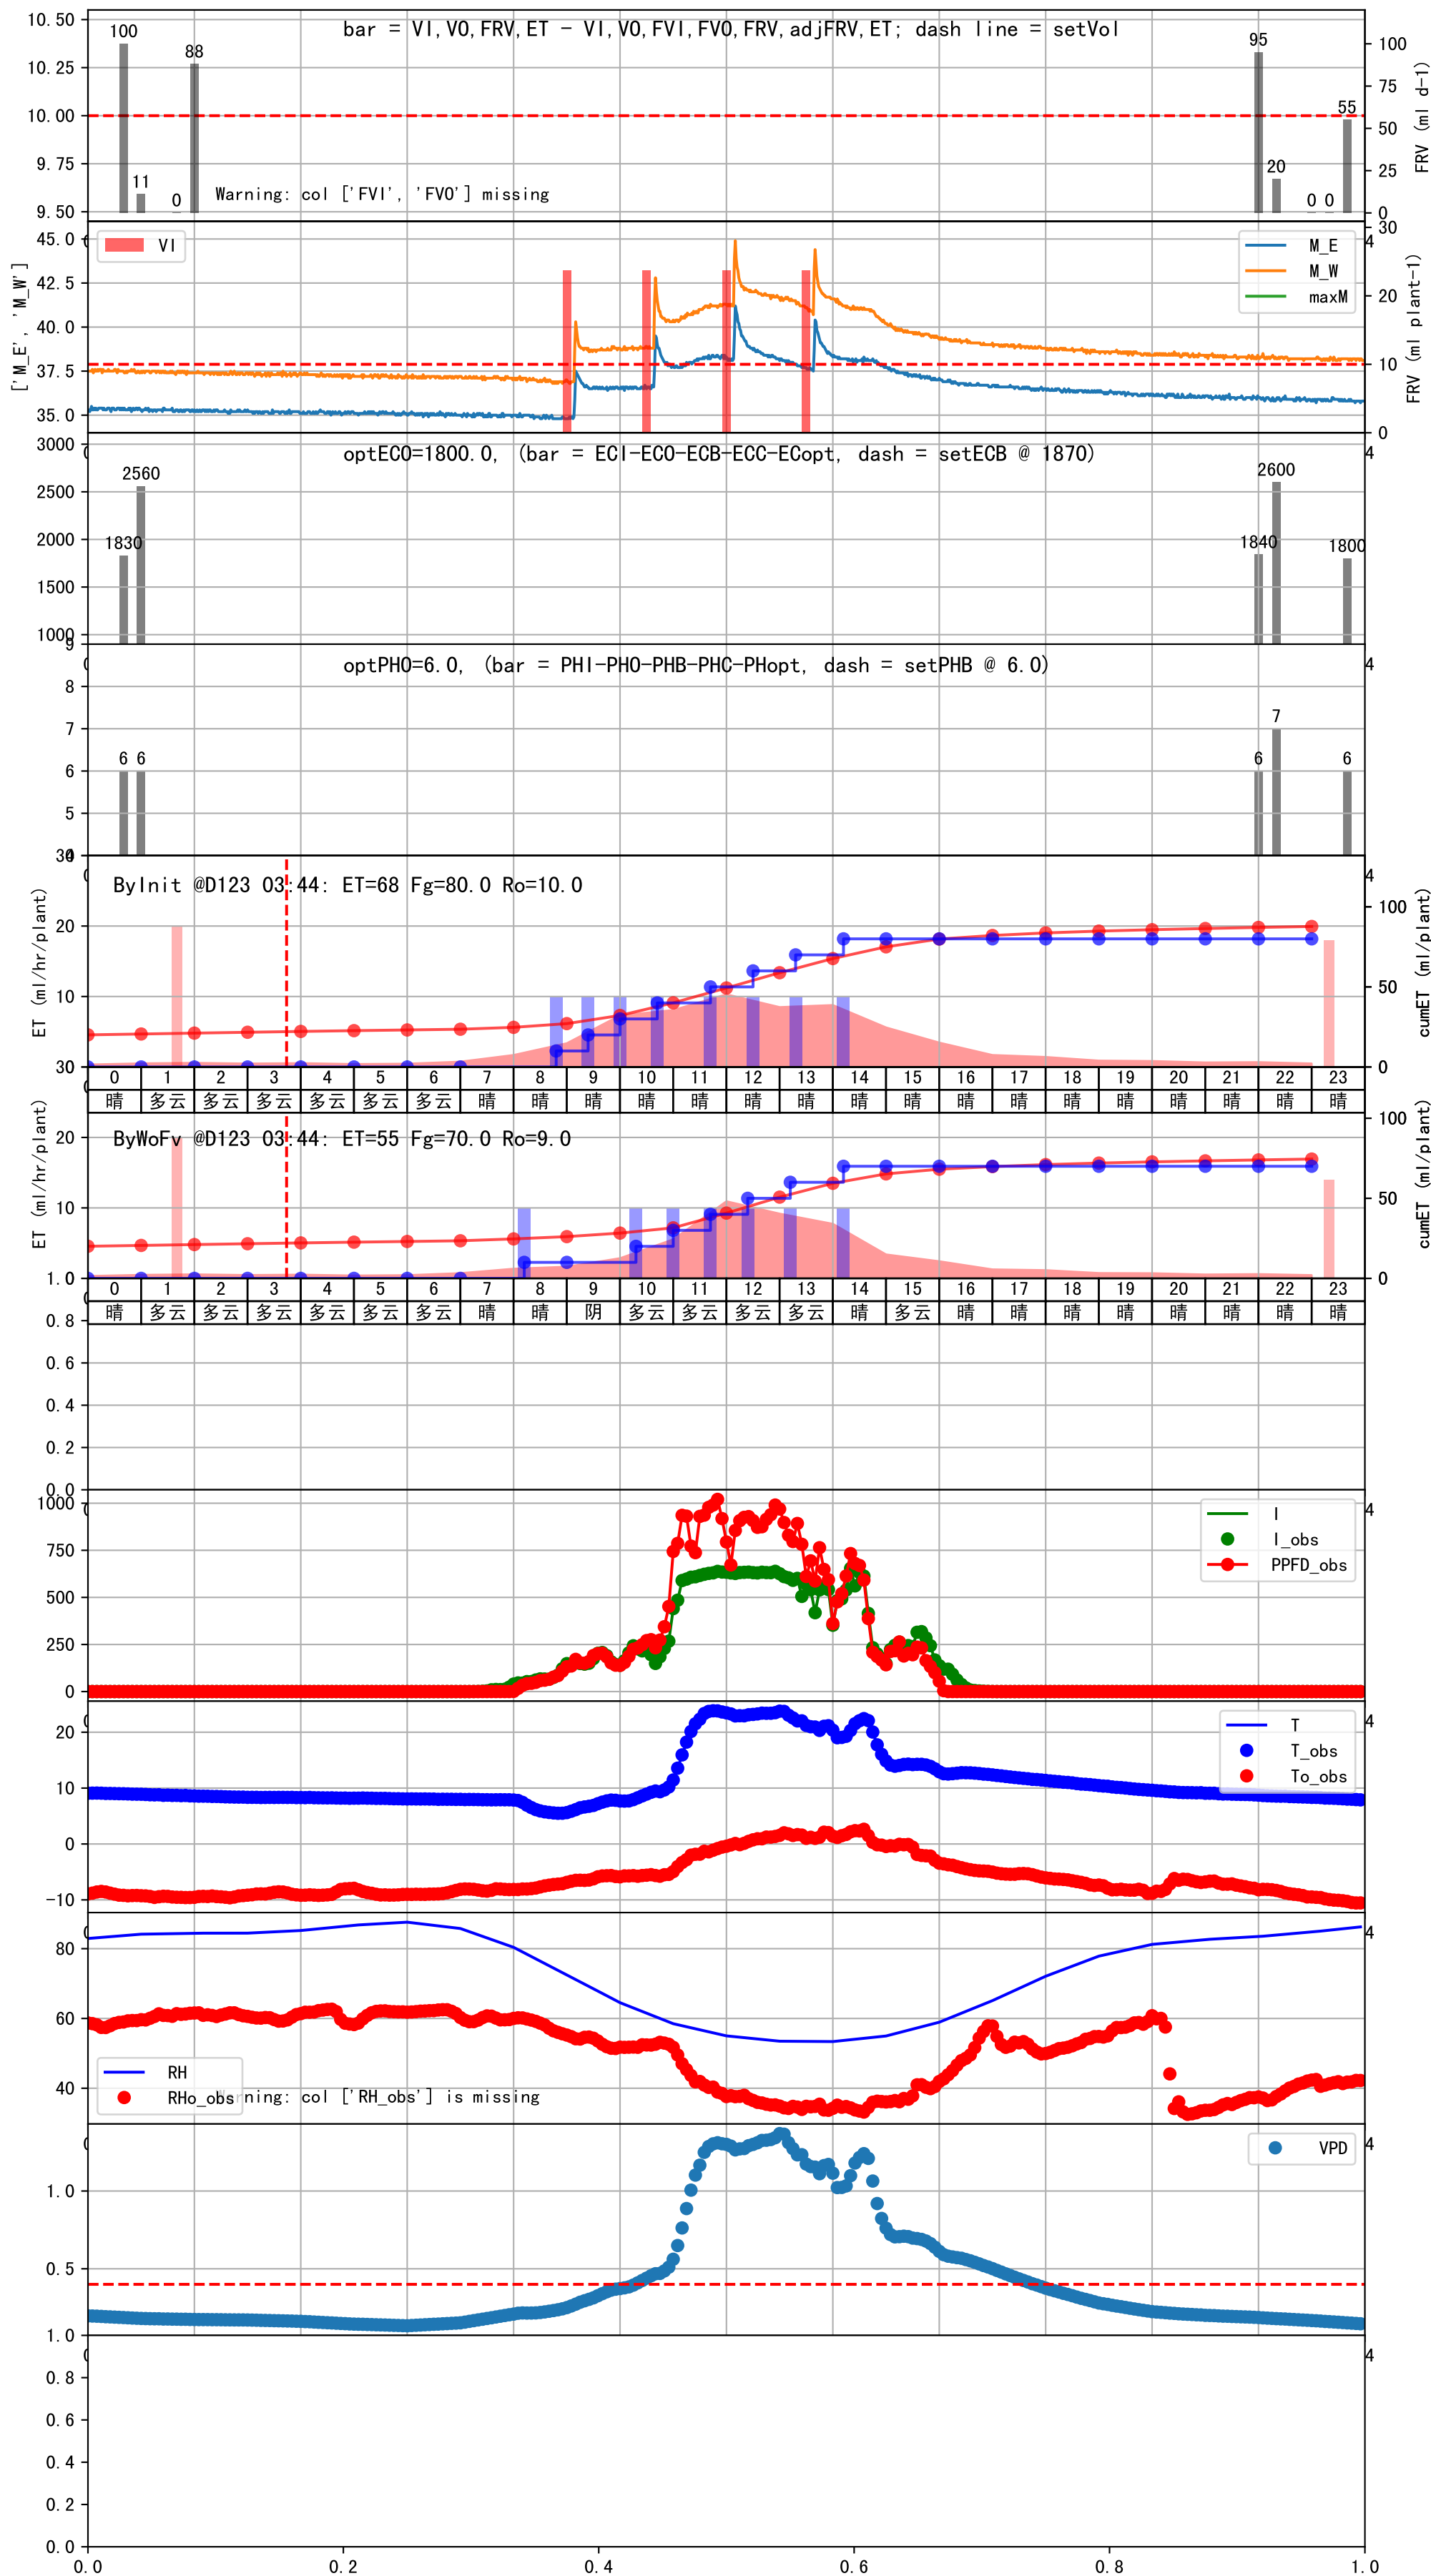 bar = VI,VO,FRV,ET - VI,VO,FVI,FVO,FRV,adjFRV,ET; dash line = setVol
10.50
10.25
10.00
9.75
9.50
100
11
0
88
95
20
0 0
55
Warning: col ['FVI', 'FVO'] missing
100
75
50
25
0
FRV (ml d-1)
['M_E', 'M_W']
45.0
42.5
40.0
37.5
35.0
VI
M_E
M_W
maxM
30
20
10
0
FRV (ml plant-1)
optECO=1800.0, (bar = ECI-ECO-ECB-ECC-ECopt, dash = setECB @ 1870)
3000
2500
2000
1500
1000
1830
2560
1840
2600
1800
optPHO=6.0, (bar = PHI-PHO-PHB-PHC-PHopt, dash = setPHB @ 6.0)
9
8
7
6
5
6 6
6
7
6
ByInit @D123 03:44: ET=68 Fg=80.0 Ro=10.0
ET (ml/hr/plant)
30
20
10
100
50
0
cumET (ml/plant)
0 1 2 3 4 5 6 7 8 9 10 11 12 13 14 15 16 17 18 19 20 21 22 23
晴 多云 多云 多云 多云 多云 多云 晴 晴 晴 晴 晴 晴 晴 晴 晴 晴 晴 晴 晴 晴 晴 晴 晴
ByWoFv @D123 03:44: ET=55 Fg=70.0 Ro=9.0
ET (ml/hr/plant)
30
20
10
100
50
0
cumET (ml/plant)
0 1 2 3 4 5 6 7 8 9 10 11 12 13 14 15 16 17 18 19 20 21 22 23
晴 多云 多云 多云 多云 多云 多云 晴 晴 阴 多云 多云 多云 多云 晴 多云 晴 晴 晴 晴 晴 晴 晴 晴
1.0
0.8
0.6
0.4
0.2
0.0
1000
750
500
250
0
I
I_obs
PPFD_obs
20
10
0
-10
T
T_obs
To_obs
80
60
40
RH
RHo_obs
rning: col ['RH_obs'] is missing
1.0
0.5
VPD
1.0
0.8
0.6
0.4
0.2
0.0
0.0 0.2 0.4 0.6 0.8 1.0